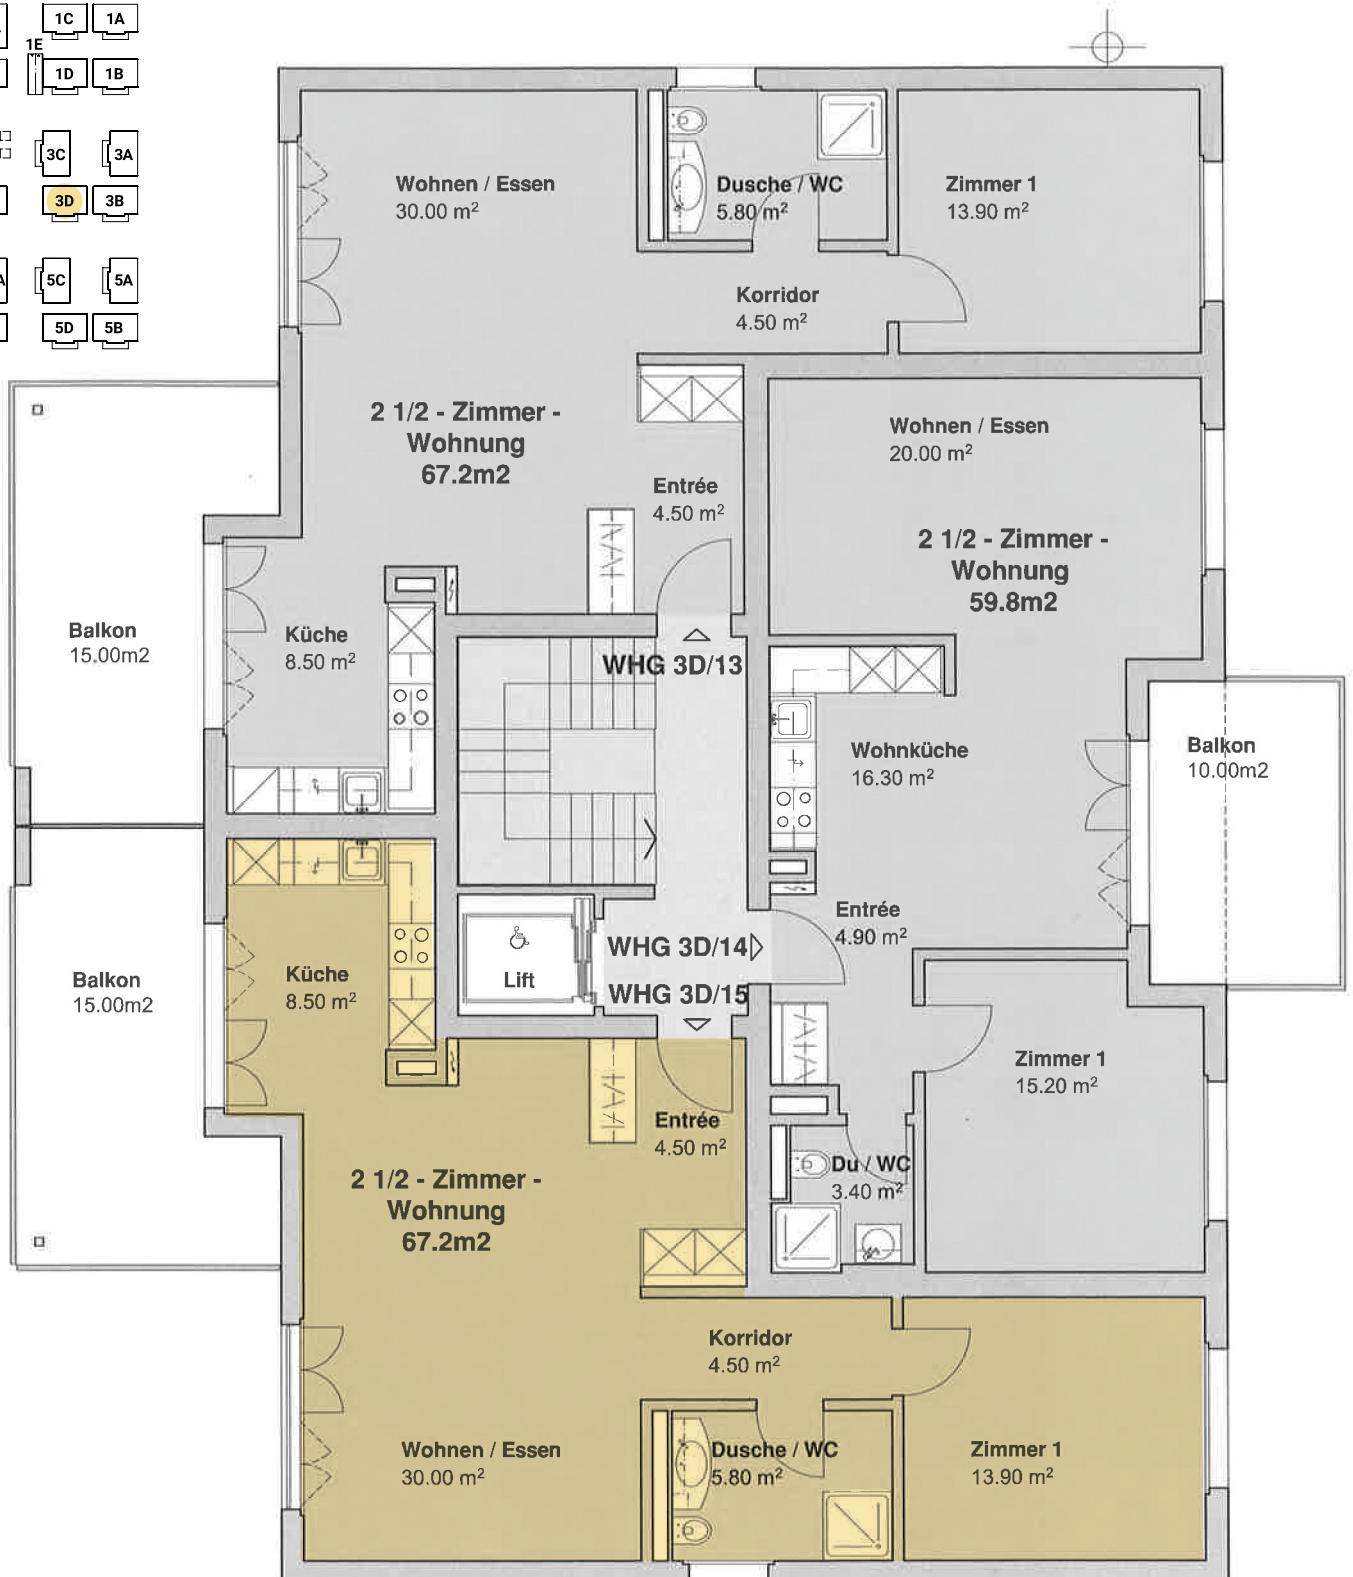 1C 1A
1E
1D 1B
3C 3A
3D 3B
5C 5A
5D 5B
Wohnen / Essen
30.00 m²
Dusche / WC
5.80 m²
Zimmer 1
13.90 m²
Korridor
4.50 m²
2 1/2 - Zimmer -
Wohnung
67.2m2
Entrée
4.50 m²
Wohnen / Essen
20.00 m²
2 1/2 - Zimmer -
Wohnung
59.8m2
Balkon
15.00m2
Küche
8.50 m²
WHG 3D/13
Wohnküche
16.30 m²
Balkon
10.00m2
Entrée
4.90 m²
WHG 3D/14
WHG 3D/15
Lift
Balkon
15.00m2
Küche
8.50 m²
Zimmer 1
15.20 m²
Entrée
4.50 m²
Du / WC
3.40 m²
2 1/2 - Zimmer -
Wohnung
67.2m2
Korridor
4.50 m²
Wohnen / Essen
30.00 m²
Dusche / WC
5.80 m²
Zimmer 1
13.90 m²